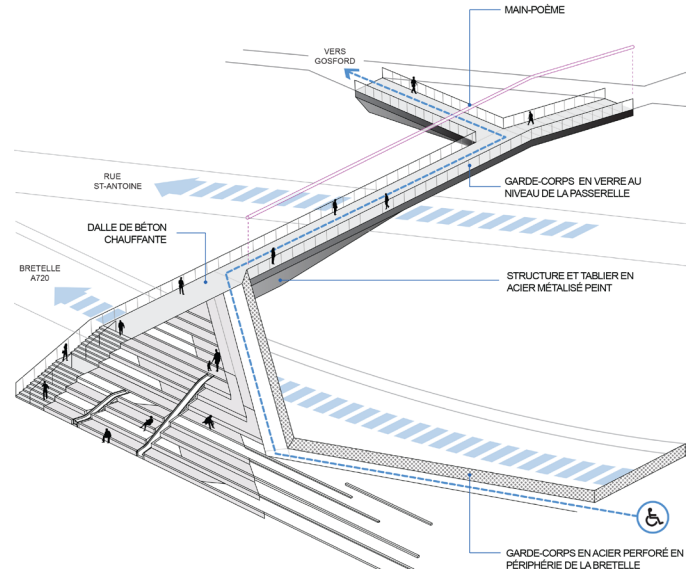 MAIN-POÈME
VERS
GOSFORD
RUE
ST-ANTOINE
GARDE-CORPS EN VERRE AU
NIVEAU DE LA PASSERELLE
DALLE DE BÉTON
CHAUFFANTE
BRETELLE
A720
STRUCTURE ET TABLIER EN
ACIER MÉTALISÉ PEINT
GARDE-CORPS EN ACIER PERFORÉ EN
PÉRIPHÉRIE DE LA BRETELLE